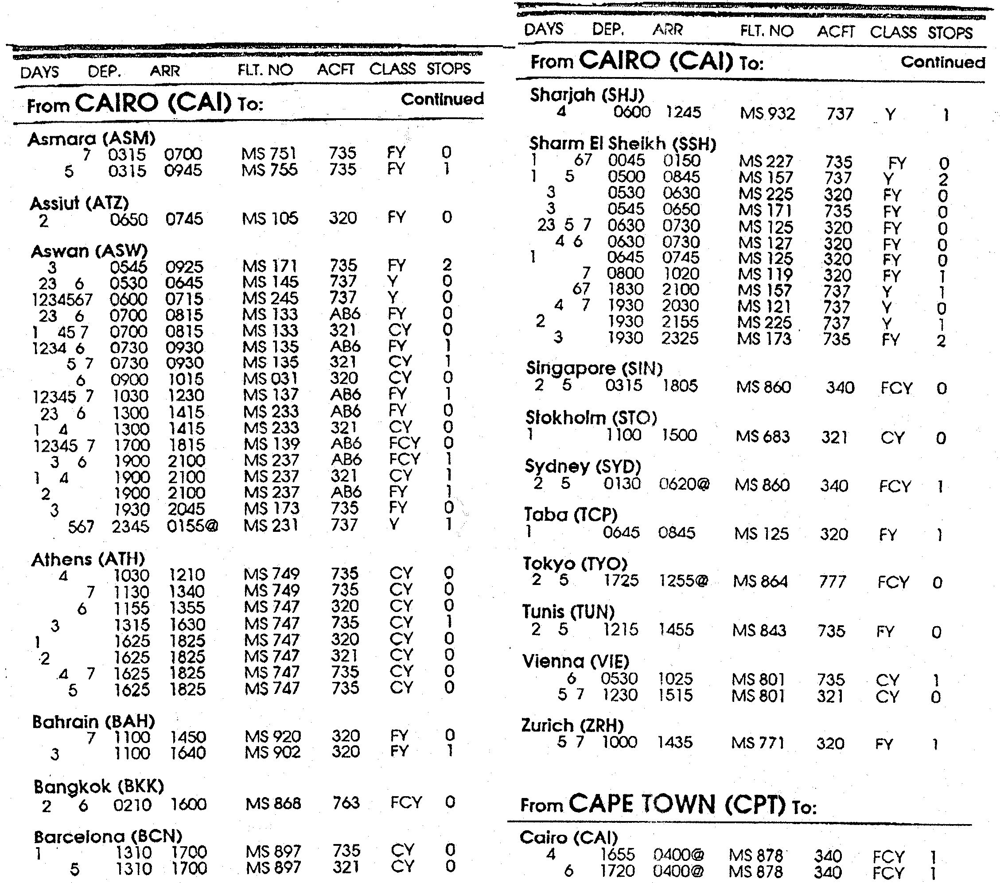 DAYS DEP. ARR FLT. NO ACFT CLASS STOPS
From CAIRO (CAI) To: Continued
Asmara (ASM)
7 0315 0700 MS 751 735 FY 0
5 0315 0945 MS 755 735 FY 1
Assiut (ATZ)
2 0650 0745 MS 105 320 FY 0
Aswan (ASW)
3 0545 0925 MS 171 735 FY 2
23 6 0530 0645 MS 145 737 Y 0
1234567 0600 0715 MS 245 737 Y 0
23 6 0700 0815 MS 133 AB6 FY 0
1 45 7 0700 0815 MS 133 321 CY 0
1234 6 0730 0930 MS 135 AB6 FY 1
5 7 0730 0930 MS 135 321 CY 1
6 0900 1015 MS 031 320 CY 0
12345 7 1030 1230 MS 137 AB6 FY 1
23 6 1300 1415 MS 233 AB6 FY 0
1 4 1300 1415 MS 233 321 CY 0
12345 7 1700 1815 MS 139 AB6 FCY 0
3 6 1900 2100 MS 237 AB6 FCY 1
1 4 1900 2100 MS 237 321 CY 1
2 1900 2100 MS 237 AB6 FY 1
3 1930 2045 MS 173 735 FY 0
567 2345 0155@ MS 231 737 Y 1
Athens (ATH)
4 1030 1210 MS 749 735 CY 0
7 1130 1340 MS 749 735 CY 0
6 1155 1355 MS 747 320 CY 0
3 1315 1630 MS 747 735 CY 1
1 1625 1825 MS 747 320 CY 0
2 1625 1825 MS 747 321 CY 0
4 7 1625 1825 MS 747 735 CY 0
5 1625 1825 MS 747 735 CY 0
Bahrain (BAH)
7 1100 1450 MS 920 320 FY 0
3 1100 1640 MS 902 320 FY 1
Bangkok (BKK)
2 6 0210 1600 MS 868 763 FCY 0
Barcelona (BCN)
1 1310 1700 MS 897 735 CY 0
5 1310 1700 MS 897 321 CY 0
DAYS DEP. ARR FLT. NO ACFT CLASS STOPS
From CAIRO (CAI) To: Continued
Sharjah (SHJ)
4 0600 1245 MS 932 737 Y 1
Sharm El Sheikh (SSH)
1 67 0045 0150 MS 227 735 FY 0
1 5 0500 0845 MS 157 737 Y 2
3 0530 0630 MS 225 320 FY 0
3 0545 0650 MS 171 735 FY 0
23 5 7 0630 0730 MS 125 320 FY 0
4 6 0630 0730 MS 127 320 FY 0
1 0645 0745 MS 125 320 FY 0
7 0800 1020 MS 119 320 FY 1
67 1830 2100 MS 157 737 Y 1
4 7 1930 2030 MS 121 737 Y 0
2 1930 2155 MS 225 737 Y 1
3 1930 2325 MS 173 735 FY 2
Singapore (SIN)
2 5 0315 1805 MS 860 340 FCY 0
Stokholm (STO)
1 1100 1500 MS 683 321 CY 0
Sydney (SYD)
2 5 0130 0620@ MS 860 340 FCY 1
Taba (TCP)
1 0645 0845 MS 125 320 FY 1
Tokyo (TYO)
2 5 1725 1255@ MS 864 777 FCY 0
Tunis (TUN)
2 5 1215 1455 MS 843 735 FY 0
Vienna (VIE)
6 0530 1025 MS 801 735 CY 1
5 7 1230 1515 MS 801 321 CY 0
Zurich (ZRH)
5 7 1000 1435 MS 771 320 FY 1
From CAPE TOWN (CPT) To:
Cairo (CAI)
4 1655 0400@ MS 878 340 FCY 1
6 1720 0400@ MS 878 340 FCY 1